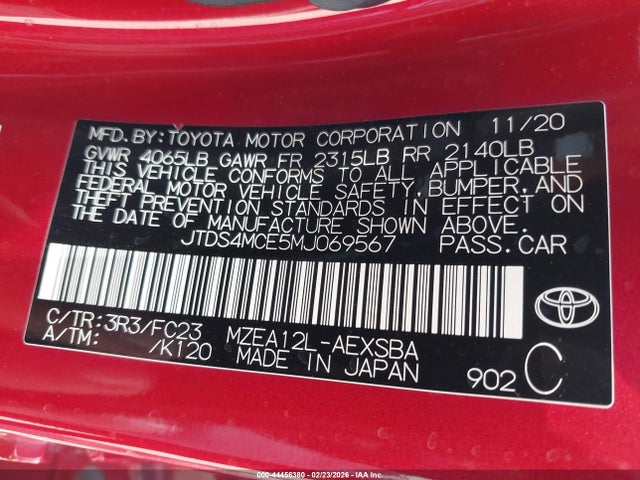 MFD. BY: TOYOTA MOTOR CORPORATION 11/20
GVWR 4065LB GAWR FR 2315LB RR 2140LB
THIS VEHICLE CONFORMS TO ALL APPLICABLE
FEDERAL MOTOR VEHICLE SAFETY, BUMPER, AND
THEFT PREVENTION STANDARDS IN EFFECT ON
THE DATE OF MANUFACTURE SHOWN ABOVE.
JTDS4MCE5MJ069567 PASS. CAR
C/TR: 3R3/FC23 MZEA12L-AEXSBA
A/TM: /K120 MADE IN JAPAN
902 C
TOYOTA
000-44456380 - 02/23/2026 - IAA Inc.